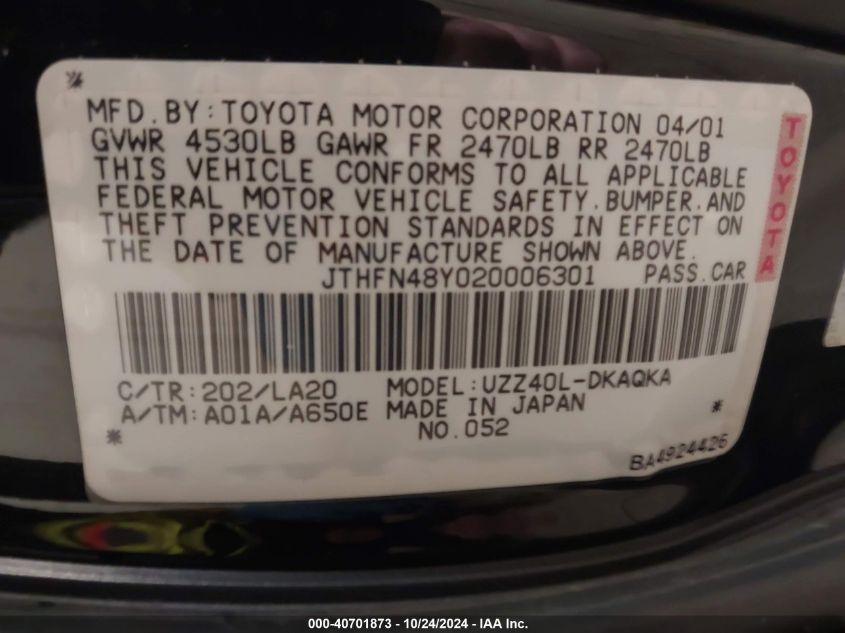 MFD.BY:TOYOTA MOTOR CORPORATION 04/01
GVWR 4530LB GAWR FR 2470LB RR 2470LB
THIS VEHICLE CONFORMS TO ALL APPLICABLE
FEDERAL MOTOR VEHICLE SAFETY.BUMPER.AND
THEFT PREVENTION STANDARDS IN EFFECT ON
THE DATE OF MANUFACTURE SHOWN ABOVE.
JTHFN48Y020006301 PASS.CAR
TOYOTA
C/TR:202/LA20 MODEL:UZZ40L-DKAQKA
A/TM:A01A/A650E MADE IN JAPAN
NO.052
BA4924426
000-40701873 - 10/24/2024 - IAA Inc.